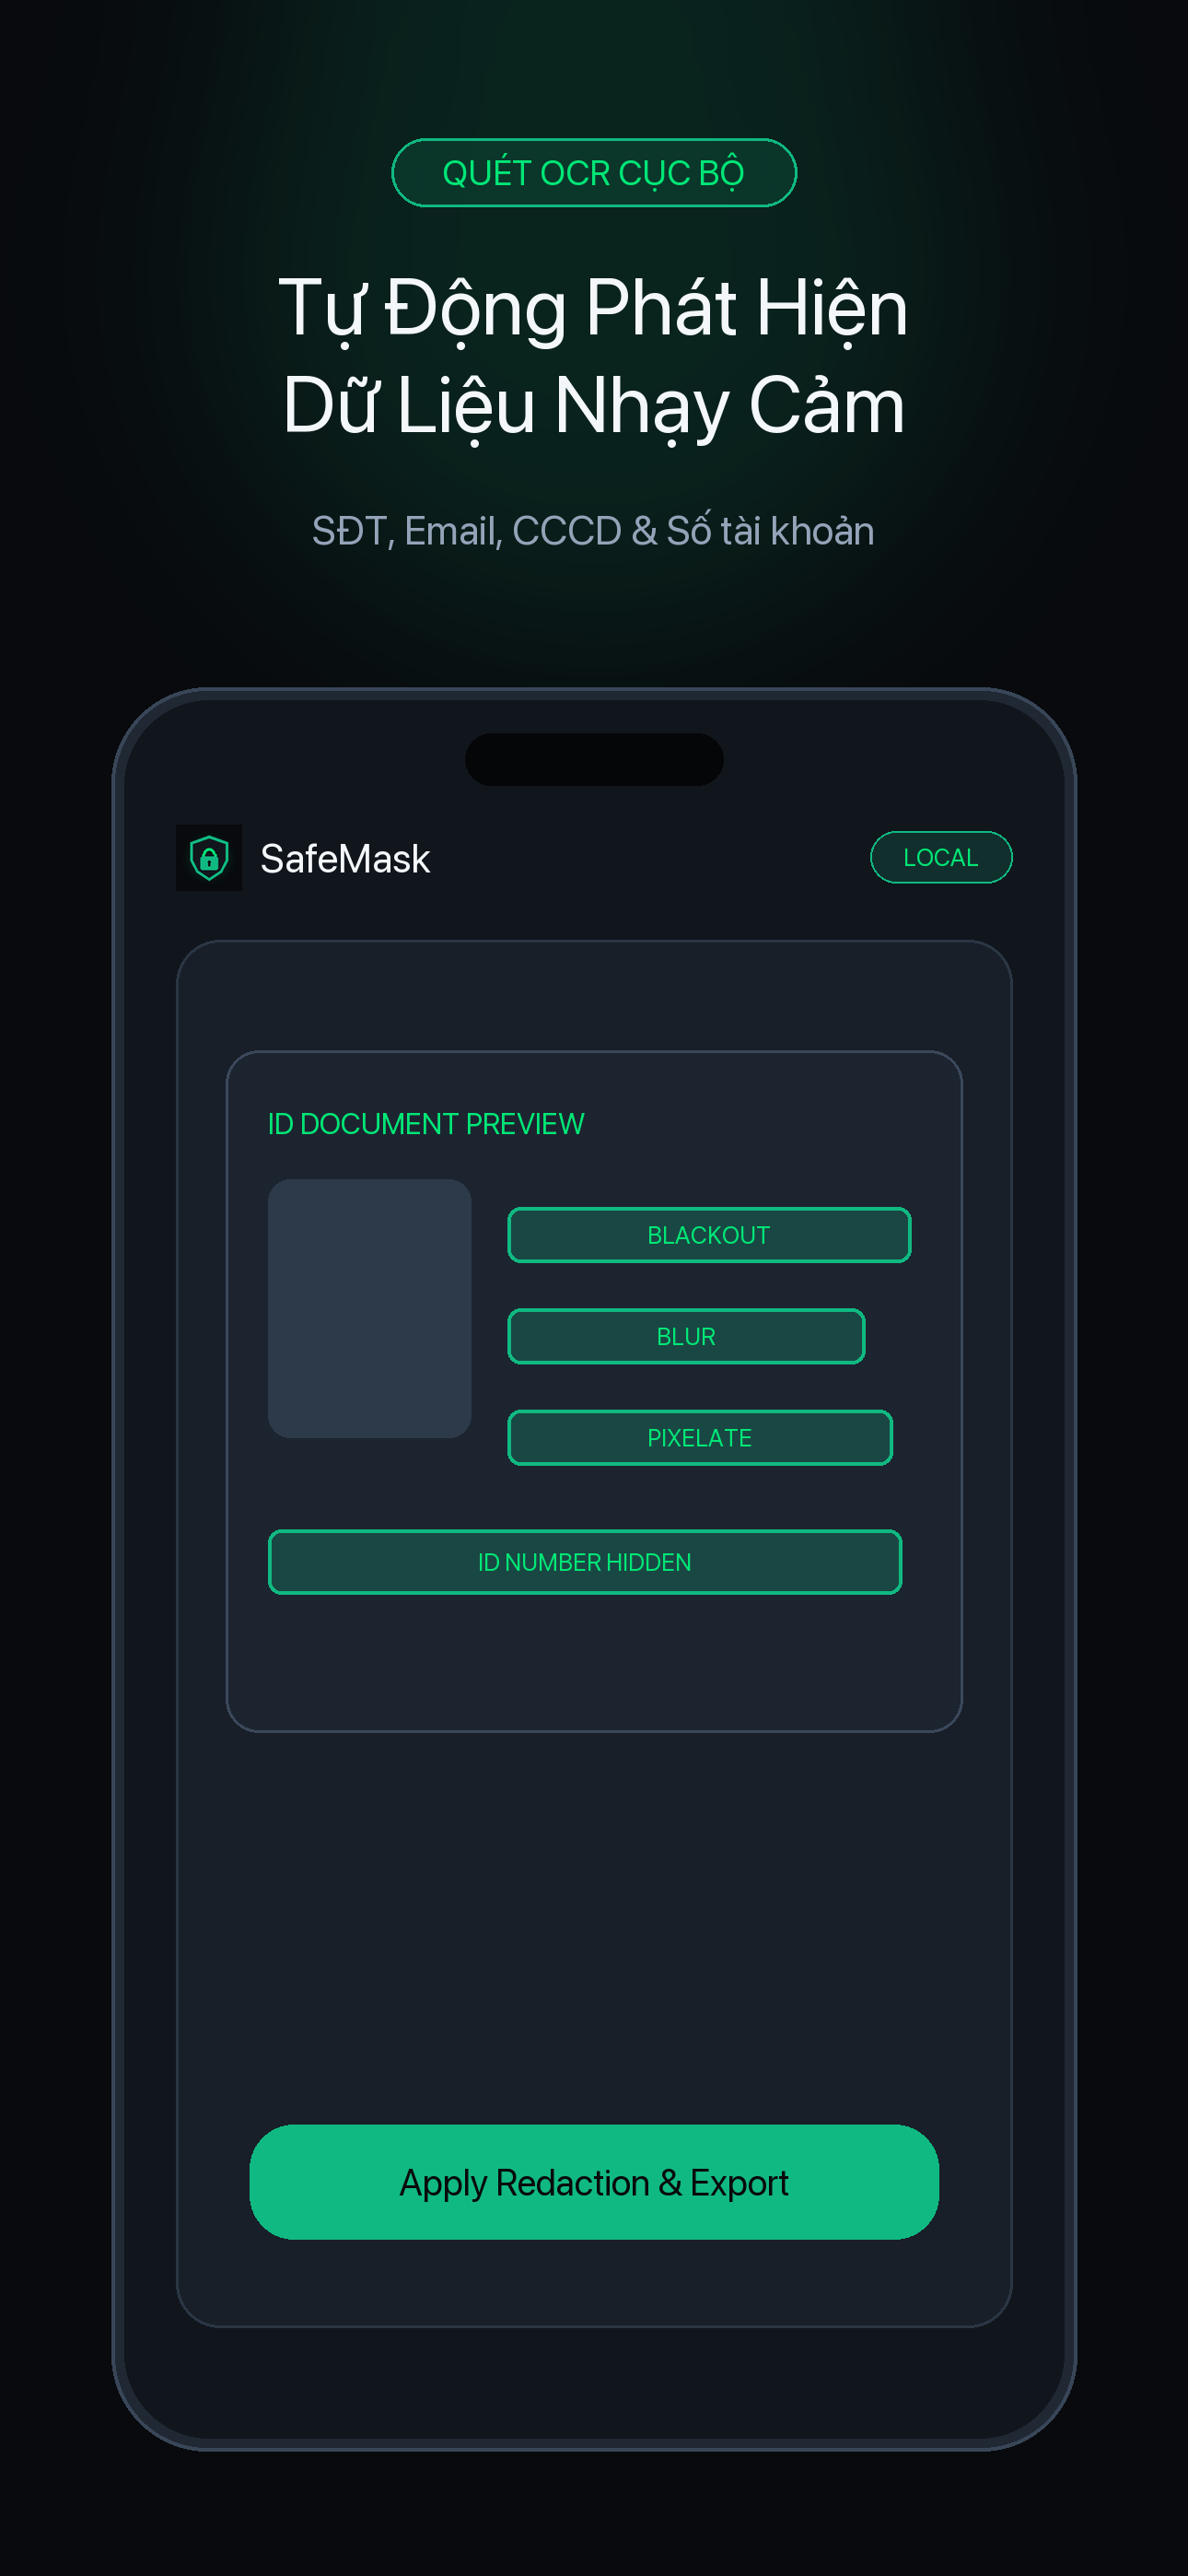 QUÉT OCR CỤC BỘ
Tự Động Phát Hiện
Dữ Liệu Nhạy Cảm
SĐT, Email, CCCD & Số tài khoản
SafeMask
LOCAL
ID DOCUMENT PREVIEW
BLACKOUT
BLUR
PIXELATE
ID NUMBER HIDDEN
Apply Redaction & Export